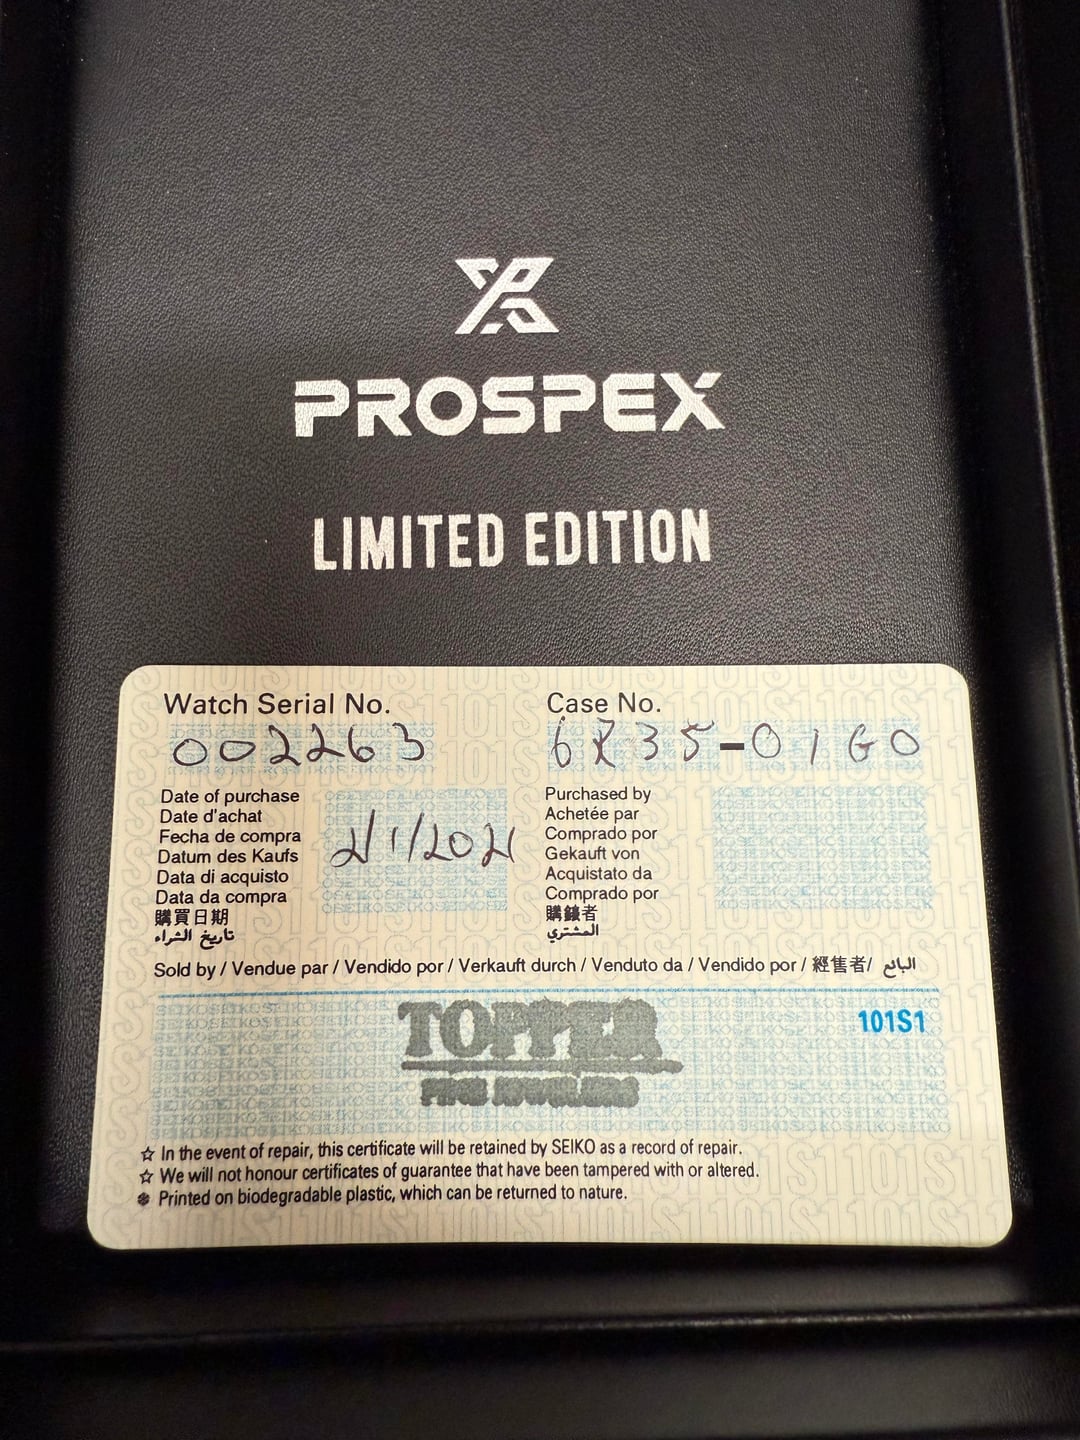 PROSPEX
LIMITED EDITION
Watch Serial No.
002263
Case No.
6R35-01G0
Date of purchase
Date d'achat
Fecha de compra
Datum des Kaufs
Data di acquisto
Data da compra
購買日期
تاريخ الشراء
2/1/2021
Purchased by
Achetée par
Comprado por
Gekauft von
Acquistato da
Comprado por
購錶者
المشتري
Sold by / Vendue par / Vendido por / Verkauft durch / Venduto da / Vendido por / 經售者/ البائع
TOPPER
FINE JEWELERS
101S1
☆ In the event of repair, this certificate will be retained by SEIKO as a record of repair.
☆ We will not honour certificates of guarantee that have been tampered with or altered.
❃ Printed on biodegradable plastic, which can be returned to nature.